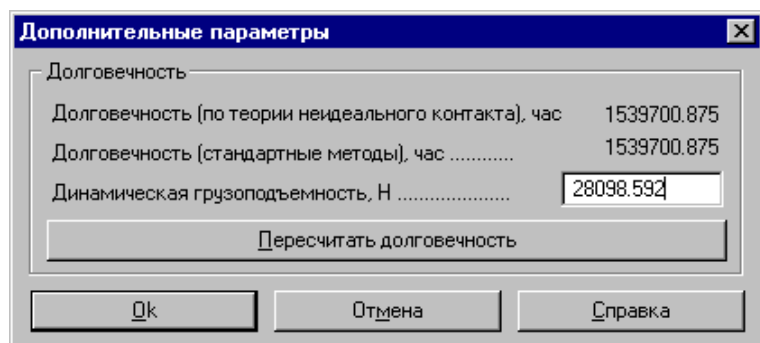 Дополнительные параметры
Долговечность
Долговечность (по теории неидеального контакта), час 1539700.875
Долговечность (стандартные методы), час ............ 1539700.875
Динамическая грузоподъемность, Н ..................... 28098.592
Пересчитать долговечность
Ok Отмена Справка